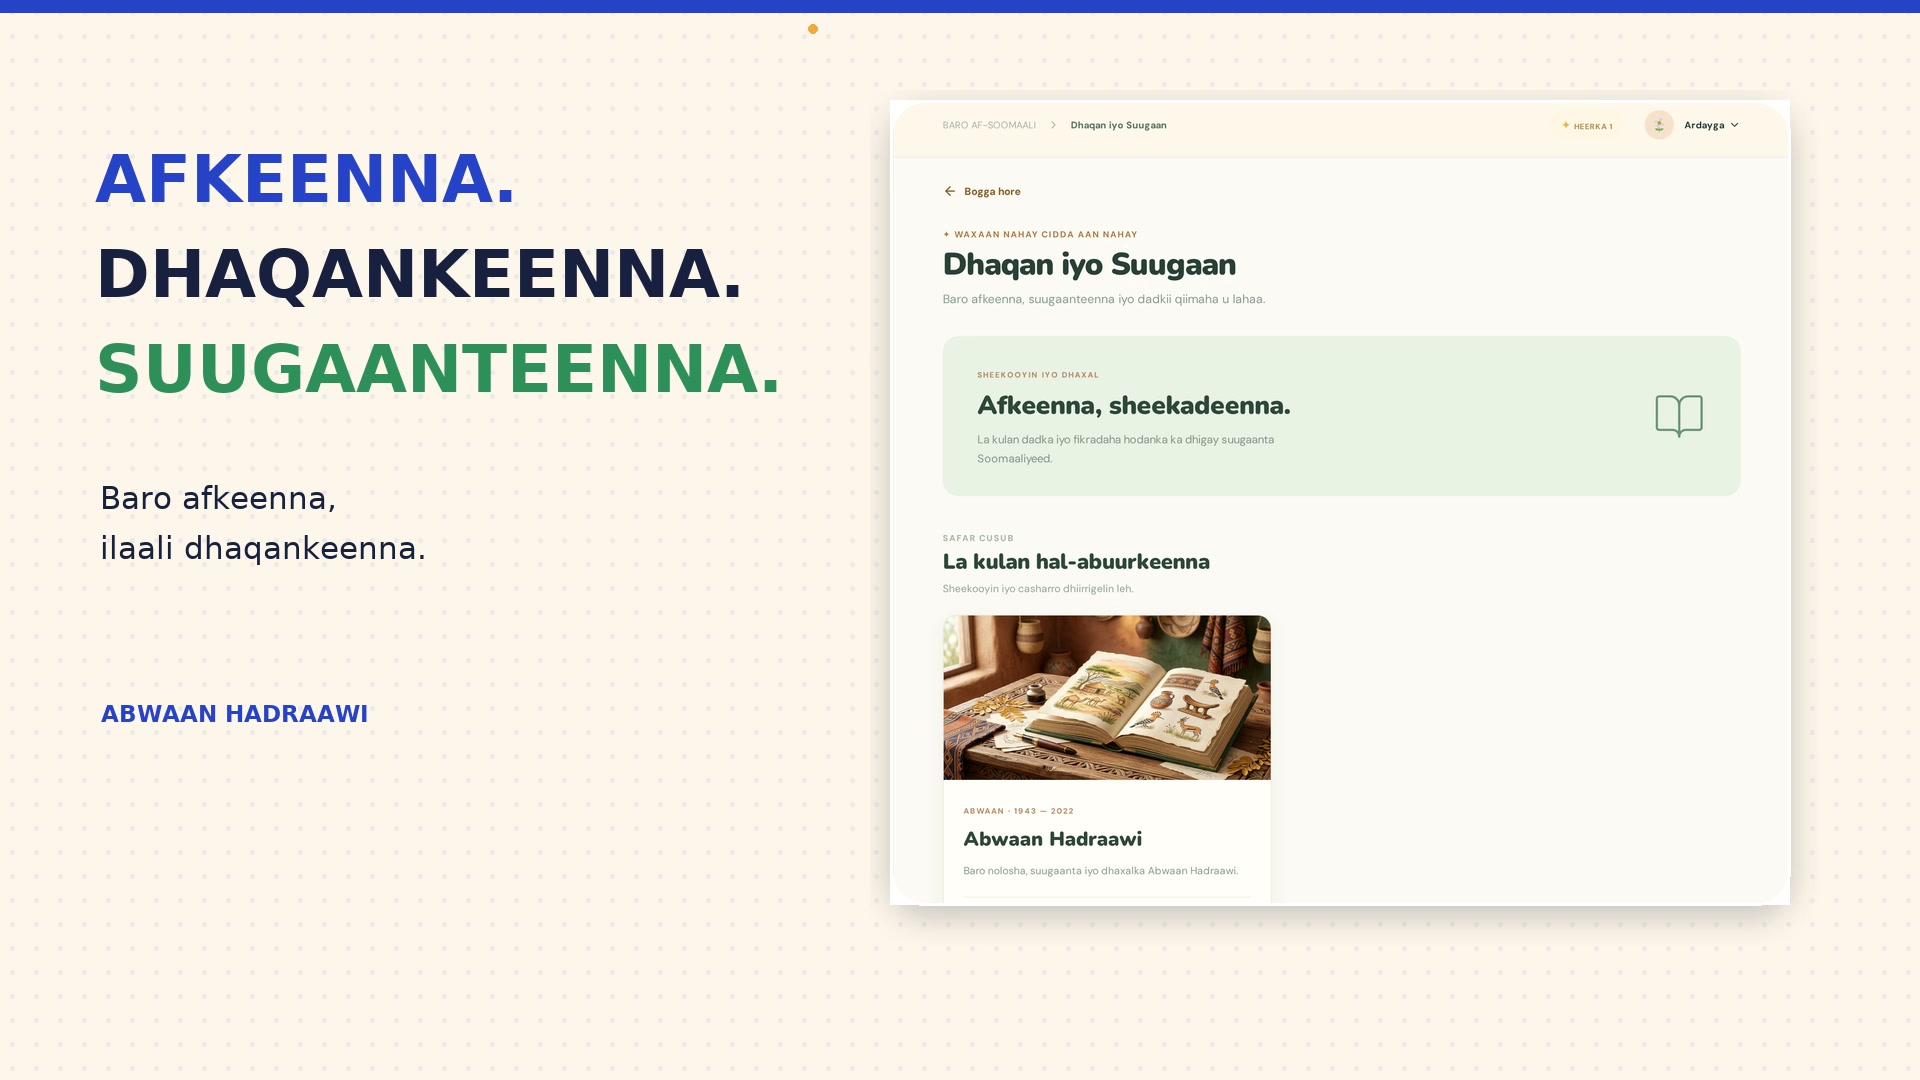 AFKEENNA.
DHAQANKEENNA.
SUUGAANTEENNA.
Baro afkeenna,
ilaali dhaqankeenna.
ABWAAN HADRAAWI
BARO AF-SOOMAALI > Dhaqan iyo Suugaan
✦ HEERKA 1
Ardayga
← Bogga hore
✦ WAXAAN NAHAY CIDDA AAN NAHAY
Dhaqan iyo Suugaan
Baro afkeenna, suugaanteenna iyo dadkii qiimaha u lahaa.
SHEEKOOYIN IYO DHAXAL
Afkeenna, sheekadeenna.
La kulan dadka iyo fikradaha hodanka ka dhigay suugaanta
Soomaaliyeed.
SAFAR CUSUB
La kulan hal-abuurkeenna
Sheekooyin iyo casharro dhiirrigelin leh.
ABWAAN · 1943 — 2022
Abwaan Hadraawi
Baro nolosha, suugaanta iyo dhaxalka Abwaan Hadraawi.